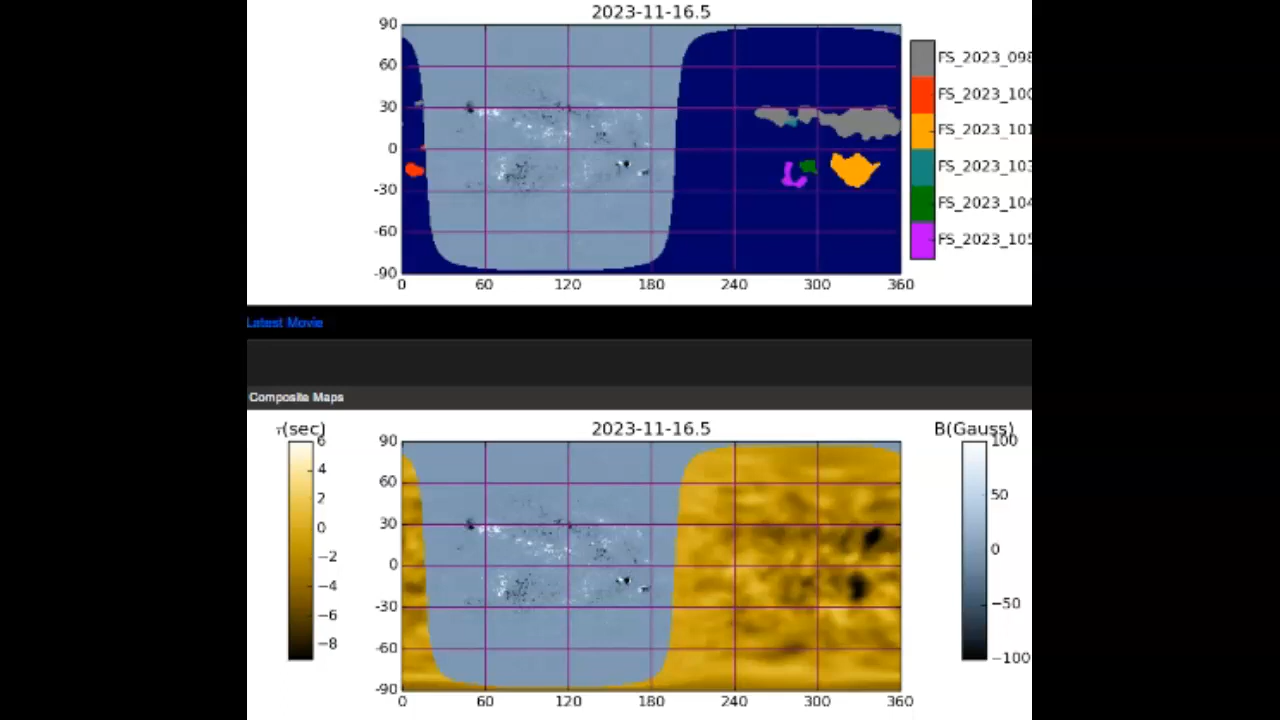 2023-11-16.5
90
60
30
0
-30
-60
-90
0 60 120 180 240 300 360
FS_2023_098
FS_2023_100
FS_2023_101
FS_2023_103
FS_2023_104
FS_2023_105
Latest Movie
Composite Maps
τ(sec)
6
4
2
0
−2
−4
−6
−8
2023-11-16.5
90
60
30
0
-30
-60
-90
0 60 120 180 240 300 360
B(Gauss)
100
50
0
−50
−100